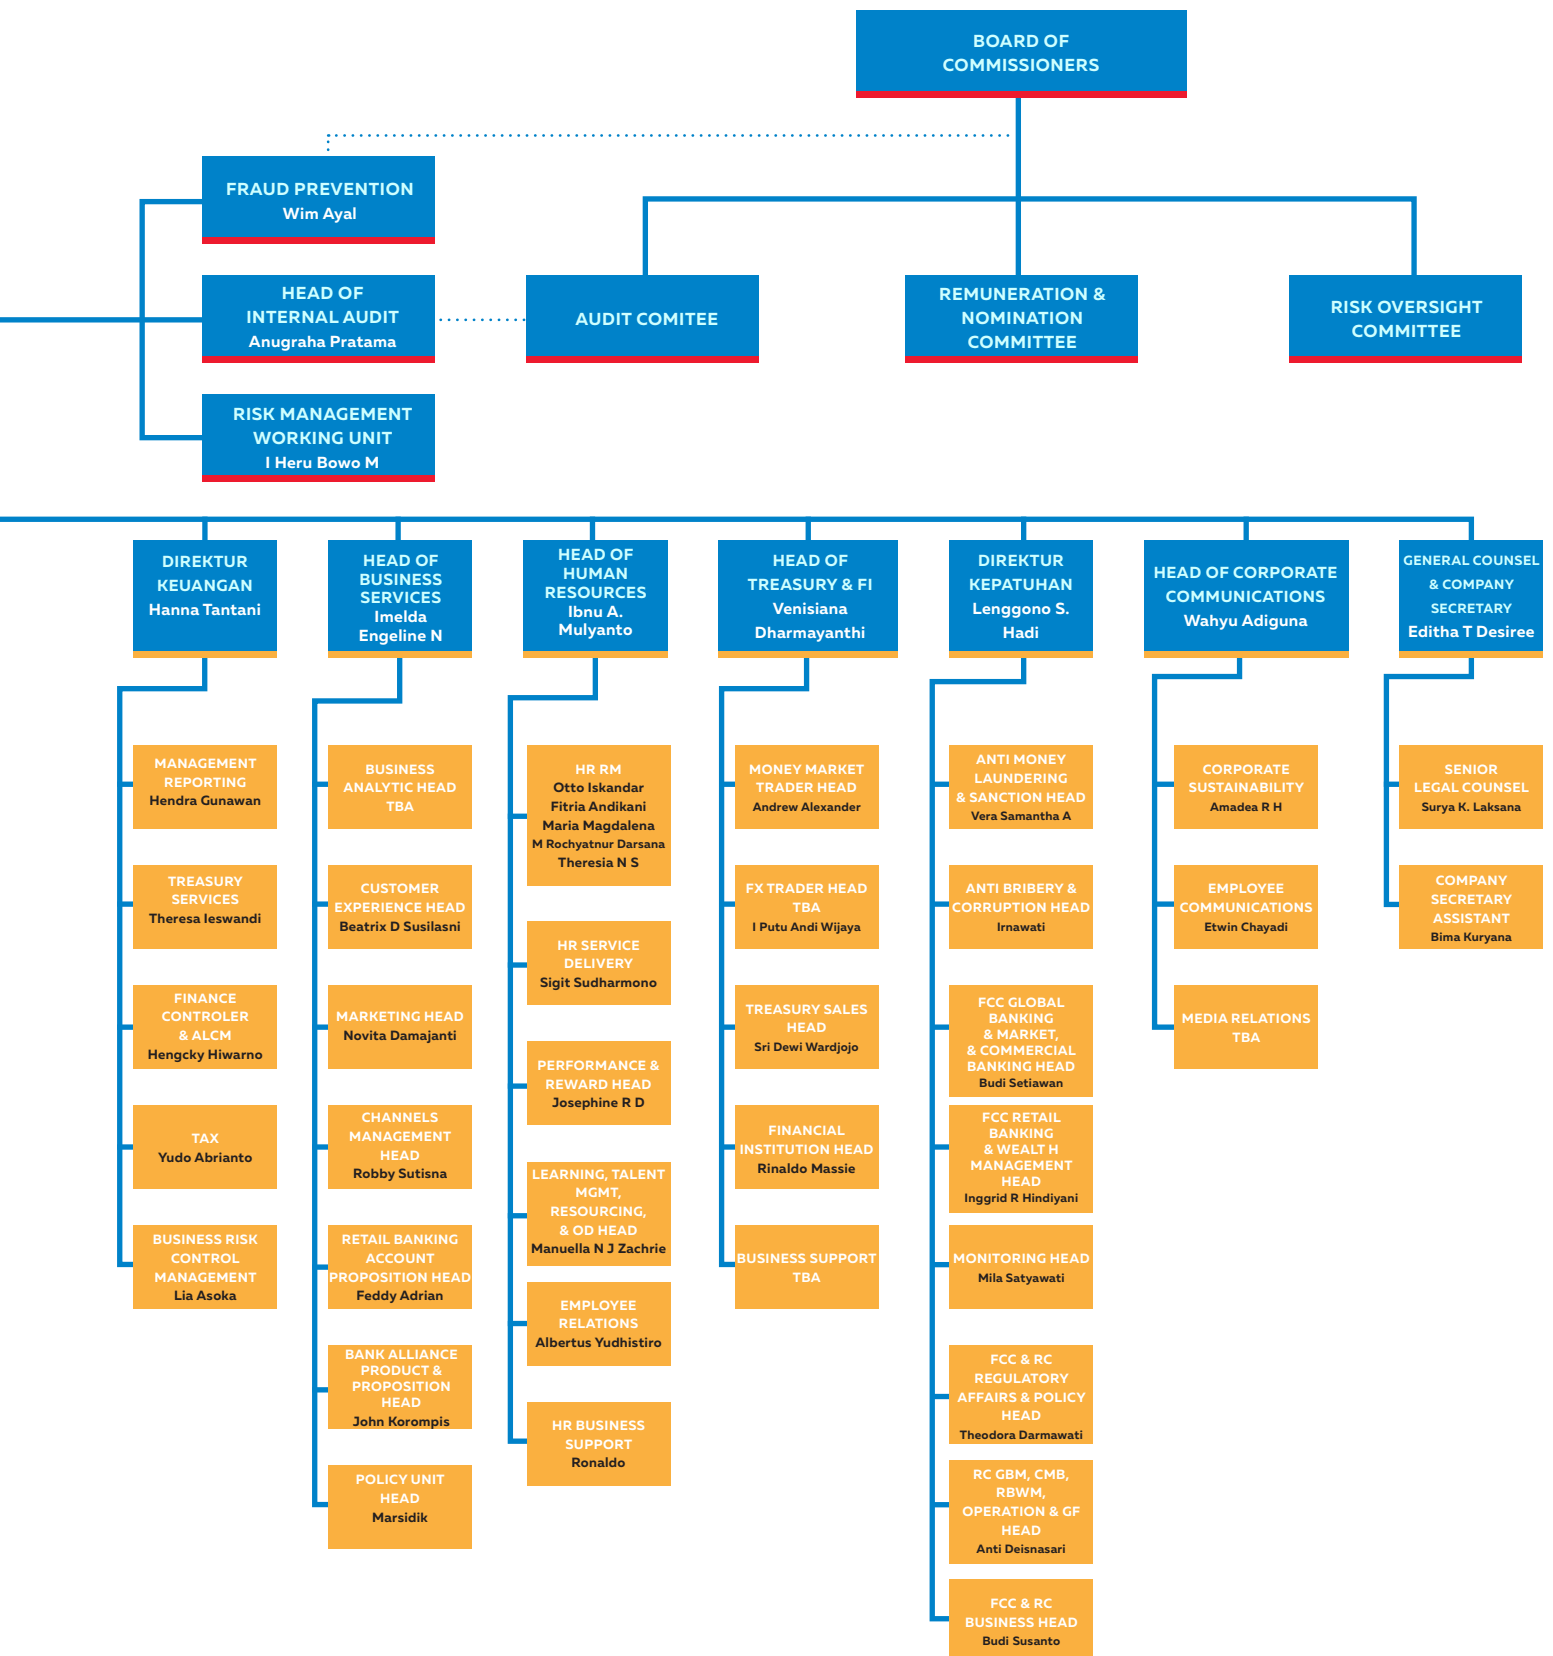 BOARD OF
COMMISSIONERS
FRAUD PREVENTION
Wim Ayal
HEAD OF
INTERNAL AUDIT
Anugraha Pratama
AUDIT COMITEE
REMUNERATION &
NOMINATION
COMMITTEE
RISK OVERSIGHT
COMMITTEE
RISK MANAGEMENT
WORKING UNIT
I Heru Bowo M
DIREKTUR
KEUANGAN
Hanna Tantani
MANAGEMENT
REPORTING
Hendra Gunawan
TREASURY
SERVICES
Theresa Ieswandi
FINANCE
CONTROLER
& ALCM
Hengcky Hiwarno
TAX
Yudo Abrianto
BUSINESS RISK
CONTROL
MANAGEMENT
Lia Asoka
HEAD OF
BUSINESS
SERVICES
Imelda
Engeline N
BUSINESS
ANALYTIC HEAD
TBA
CUSTOMER
EXPERIENCE HEAD
Beatrix D Susilasni
MARKETING HEAD
Novita Damajanti
CHANNELS
MANAGEMENT
HEAD
Robby Sutisna
RETAIL BANKING
ACCOUNT
PROPOSITION HEAD
Feddy Adrian
BANK ALLIANCE
PRODUCT &
PROPOSITION
HEAD
John Korompis
POLICY UNIT
HEAD
Marsidik
HEAD OF
HUMAN
RESOURCES
Ibnu A.
Mulyanto
HR RM
Otto Iskandar
Fitria Andikani
Maria Magdalena
M Rochyatnur Darsana
Theresia N S
HR SERVICE
DELIVERY
Sigit Sudharmono
PERFORMANCE &
REWARD HEAD
Josephine R D
LEARNING, TALENT
MGMT,
RESOURCING,
& OD HEAD
Manuella N J Zachrie
EMPLOYEE
RELATIONS
Albertus Yudhistiro
HR BUSINESS
SUPPORT
Ronaldo
HEAD OF
TREASURY & FI
Venisiana
Dharmayanthi
MONEY MARKET
TRADER HEAD
Andrew Alexander
FX TRADER HEAD
TBA
I Putu Andi Wijaya
TREASURY SALES
HEAD
Sri Dewi Wardjojo
FINANCIAL
INSTITUTION HEAD
Rinaldo Massie
BUSINESS SUPPORT
TBA
DIREKTUR
KEPATUHAN
Lenggono S.
Hadi
ANTI MONEY
LAUNDERING
& SANCTION HEAD
Vera Samantha A
ANTI BRIBERY &
CORRUPTION HEAD
Irnawati
FCC GLOBAL
BANKING
& MARKET,
& COMMERCIAL
BANKING HEAD
Budi Setiawan
FCC RETAIL
BANKING
& WEALT H
MANAGEMENT
HEAD
Inggrid R Hindiyani
MONITORING HEAD
Mila Satyawati
FCC & RC
REGULATORY
AFFAIRS & POLICY
HEAD
Theodora Darmawati
RC GBM, CMB,
RBWM,
OPERATION & GF
HEAD
Anti Deisnasari
FCC & RC
BUSINESS HEAD
Budi Susanto
HEAD OF CORPORATE
COMMUNICATIONS
Wahyu Adiguna
CORPORATE
SUSTAINABILITY
Amadea R H
EMPLOYEE
COMMUNICATIONS
Etwin Chayadi
MEDIA RELATIONS
TBA
GENERAL COUNSEL
& COMPANY
SECRETARY
Editha T Desiree
SENIOR
LEGAL COUNSEL
Surya K. Laksana
COMPANY
SECRETARY
ASSISTANT
Bima Kuryana